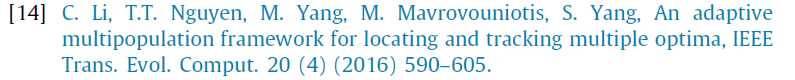 [14] C. Li, T.T. Nguyen, M. Yang, M. Mavrovouniotis, S. Yang, An adaptive
multipopulation framework for locating and tracking multiple optima, IEEE
Trans. Evol. Comput. 20 (4) (2016) 590–605.